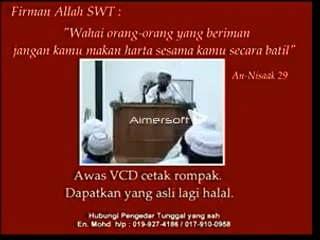 Firman Allah SWT :
"Wahai orang-orang yang beriman
jangan kamu makan harta sesama kamu secara batil"
An-Nisaak 29
Aimersoft
Awas VCD cetak rompak.
Dapatkan yang asli lagi halal.
Hubungi Pengedar Tunggal yang sah
En. Mohd h/p : 019-927-4186 / 017-910-0958